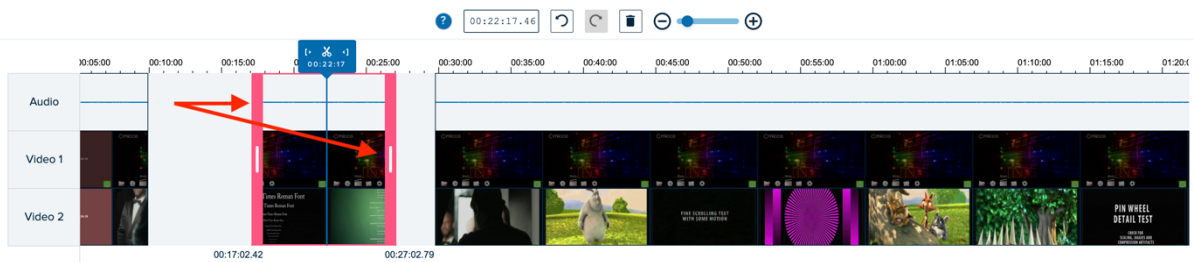 ?
00:22:17.46
00:05:00 00:10:00 00:15:00 00:25:00 00:30:00 00:35:00 00:40:00 00:45:00 00:50:00 00:55:00 01:00:00 01:05:00 01:10:00 01:15:00 01:20:
00:22:17
Audio
Video 1
Video 2
Times Roman Font
FINE SCROLLING TEXT
WITH SOME MOTION
PIN WHEEL
DETAIL TEST
00:17:02.42
00:27:02.79